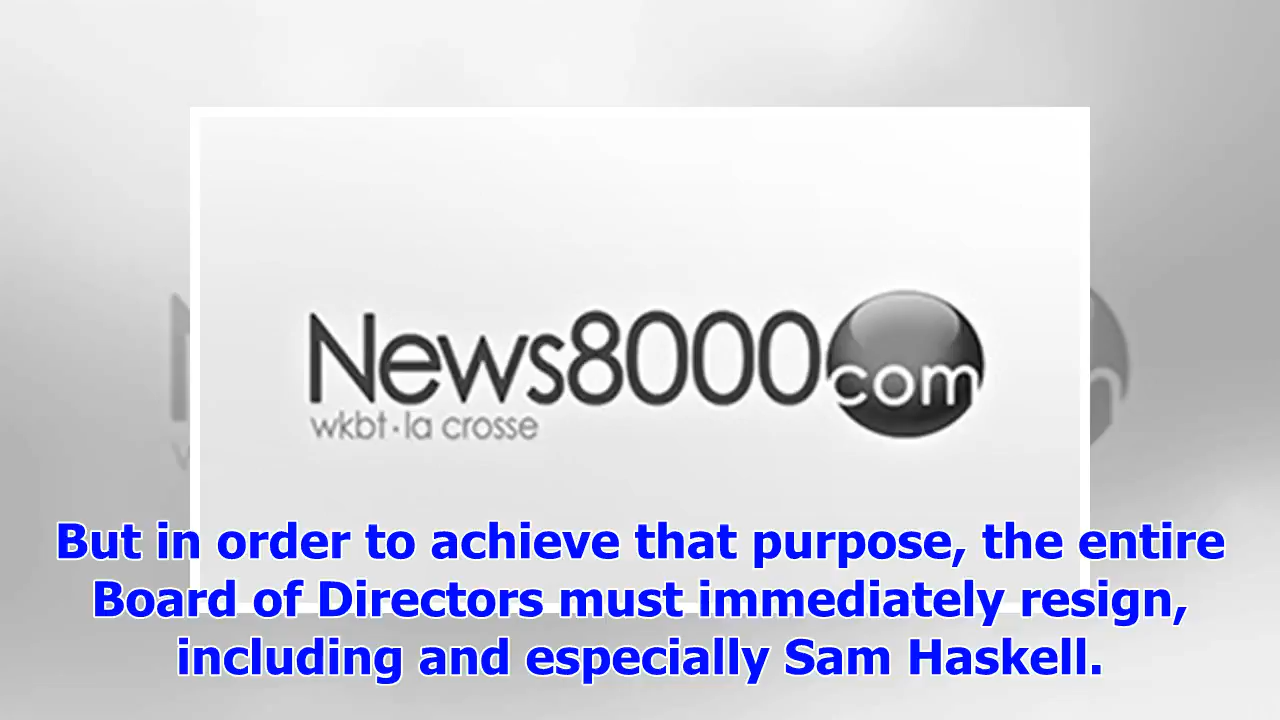 News8000com
wkbt·la crosse
But in order to achieve that purpose, the entire
Board of Directors must immediately resign,
including and especially Sam Haskell.